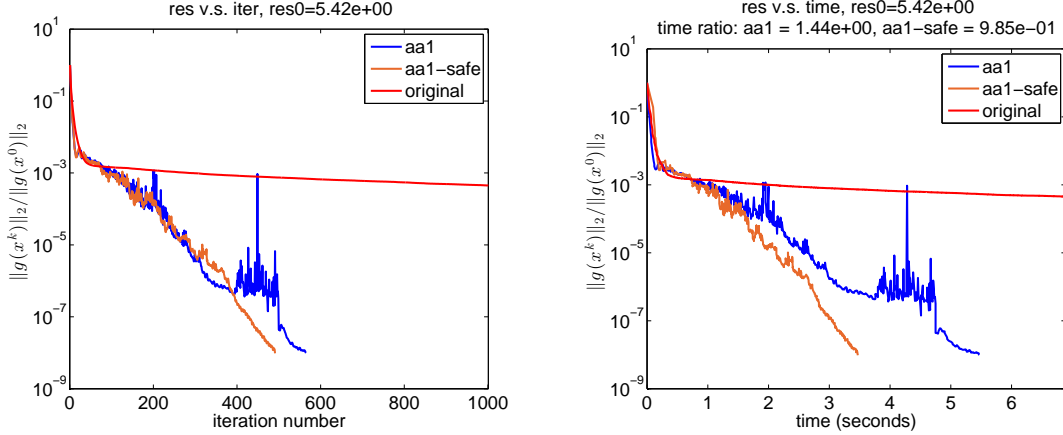 res v.s. iter, res0=5.42e+00
10^1
10^-1
10^-3
10^-5
10^-7
10^-9
||g(x^k)||_2/||g(x^0)||_2
aa1
aa1−safe
original
0 200 400 600 800 1000
iteration number
res v.s. time, res0=5.42e+00
time ratio: aa1 = 1.44e+00, aa1−safe = 9.85e−01
10^1
10^-1
10^-3
10^-5
10^-7
10^-9
||g(x^k)||_2/||g(x^0)||_2
aa1
aa1−safe
original
0 1 2 3 4 5 6
time (seconds)